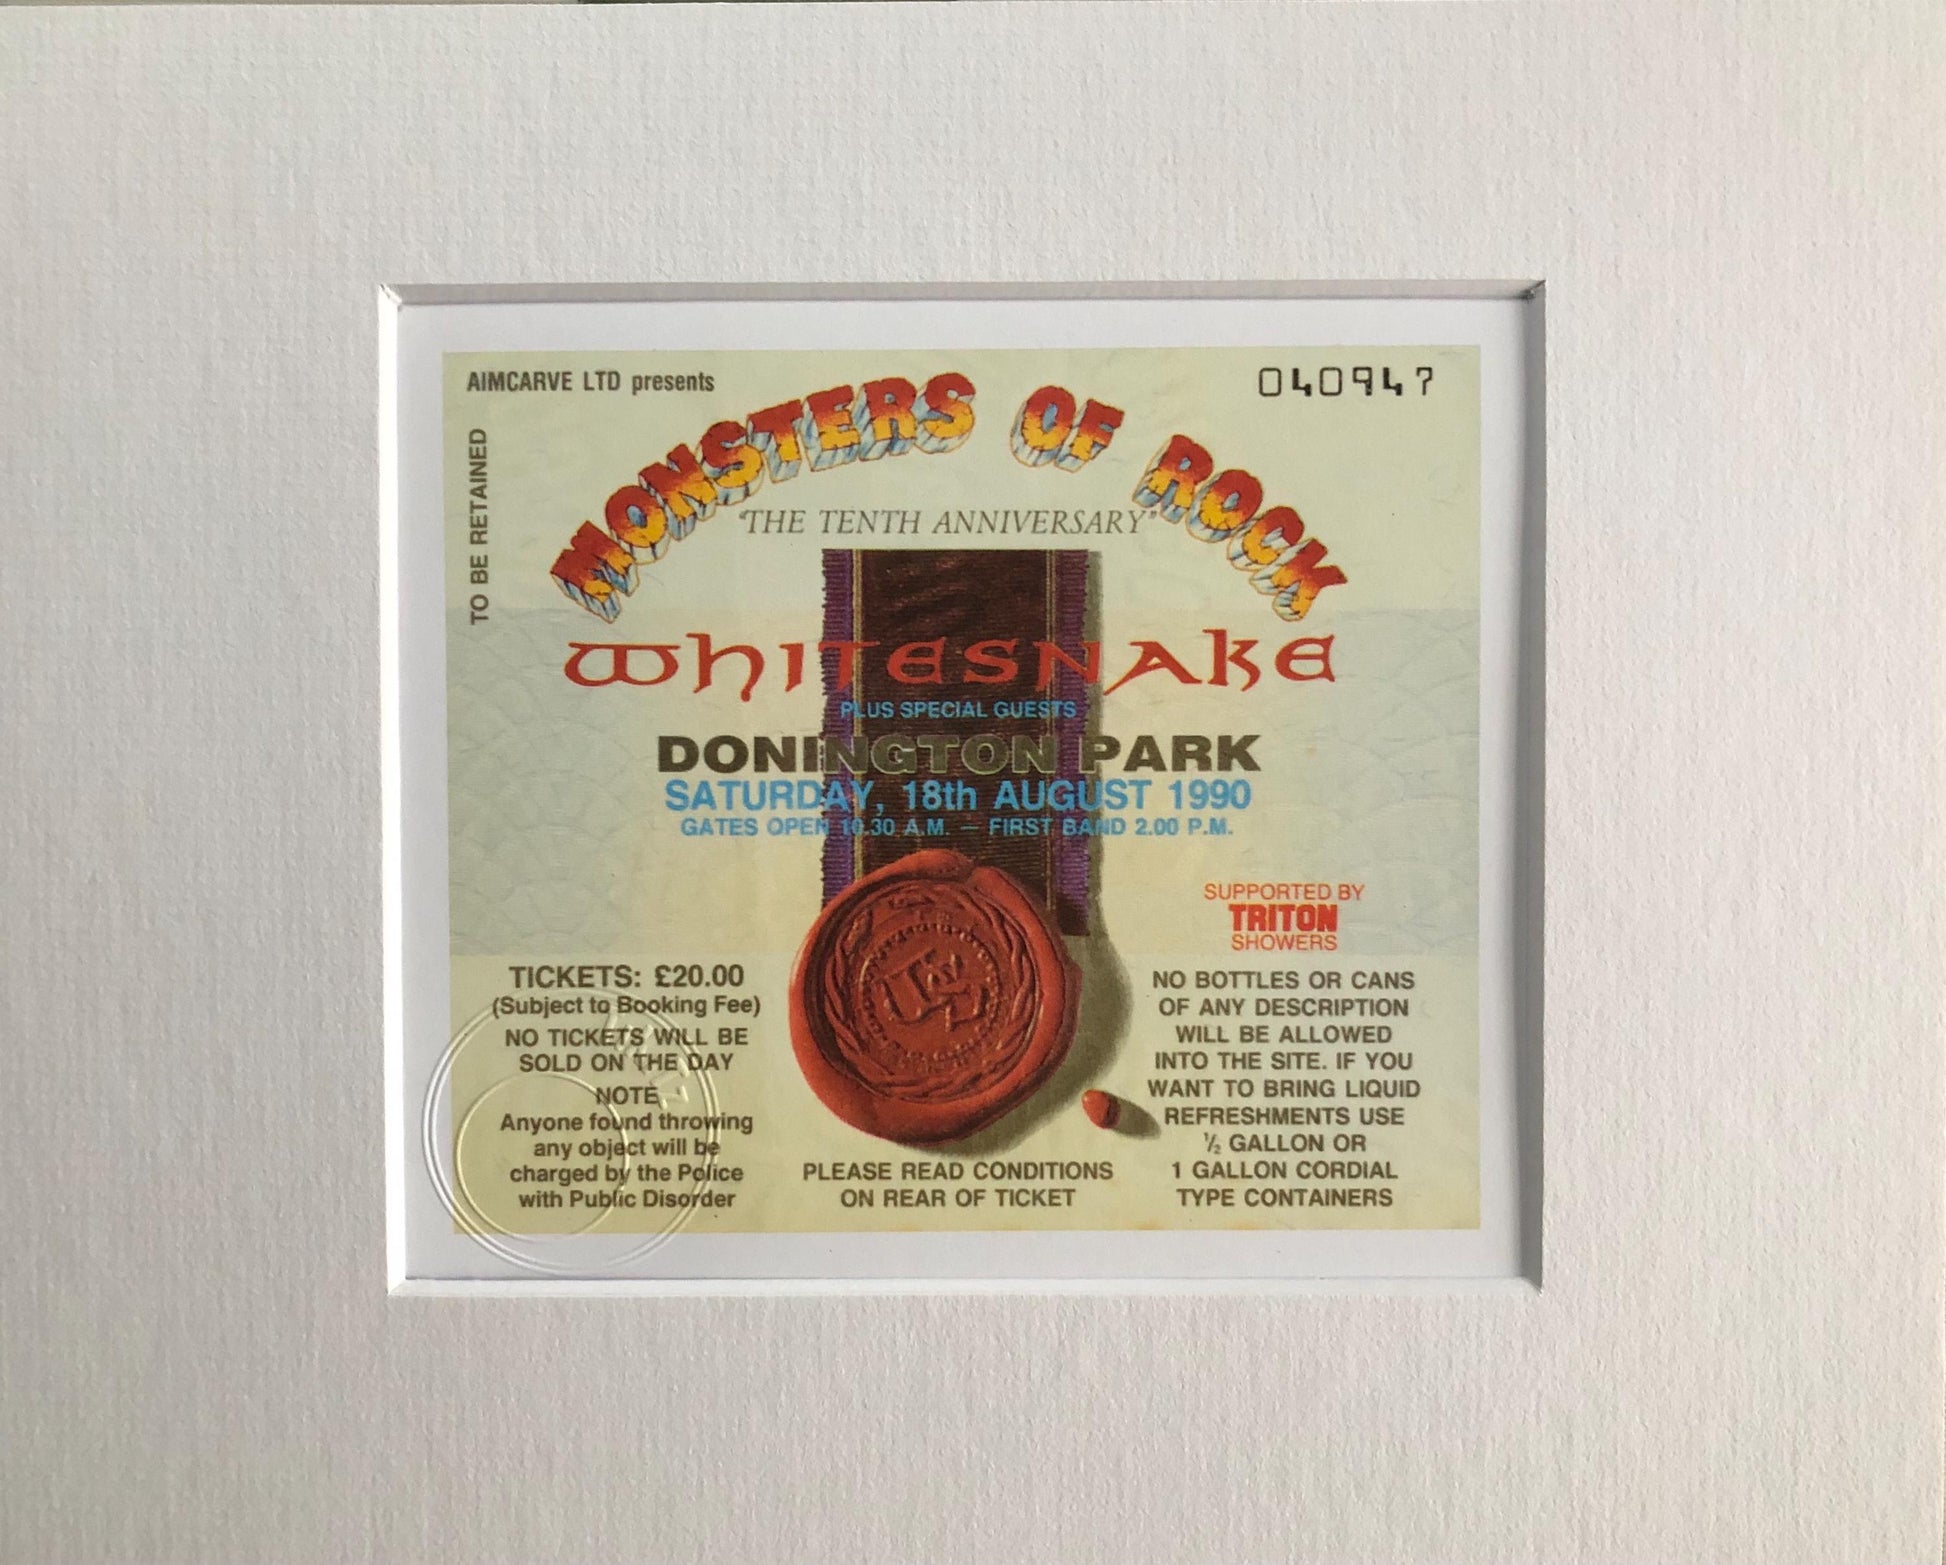 AIMCARVE LTD presents
040947
TO BE RETAINED
MONSTERS OF ROCK
"THE TENTH ANNIVERSARY"
WHITESNAKE
PLUS SPECIAL GUESTS
DONINGTON PARK
SATURDAY, 18th AUGUST 1990
GATES OPEN 10.30 A.M. — FIRST BAND 2.00 P.M.
SUPPORTED BY
TRITON
SHOWERS
TICKETS: £20.00
(Subject to Booking Fee)
NO TICKETS WILL BE
SOLD ON THE DAY
NOTE
Anyone found throwing
any object will be
charged by the Police
with Public Disorder
PLEASE READ CONDITIONS
ON REAR OF TICKET
NO BOTTLES OR CANS
OF ANY DESCRIPTION
WILL BE ALLOWED
INTO THE SITE. IF YOU
WANT TO BRING LIQUID
REFRESHMENTS USE
½ GALLON OR
1 GALLON CORDIAL
TYPE CONTAINERS